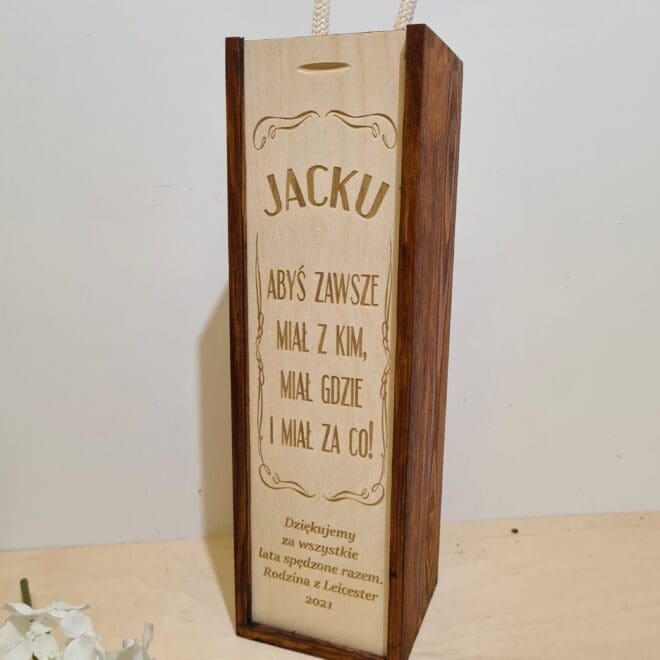 JACKU
ABYŚ ZAWSZE
MIAŁ Z KIM,
MIAŁ GDZIE
I MIAŁ ZA CO!
Dziękujemy
za wszystkie
lata spędzone razem.
Rodzina z Leicester
2021